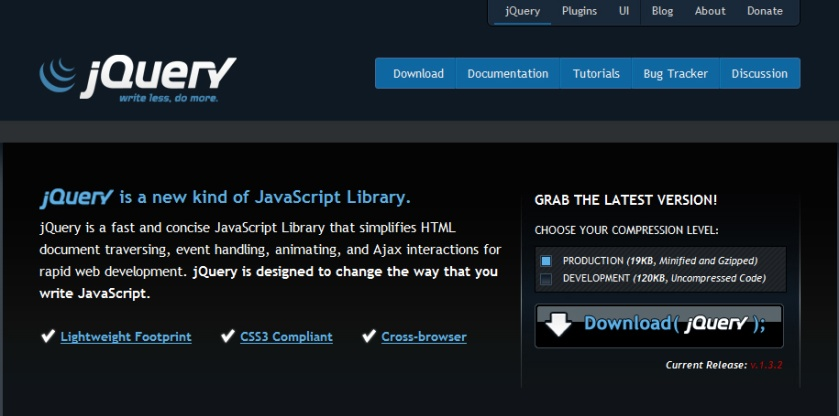 jQuery Plugins UI Blog About Donate
jQuery
write less, do more.
Download Documentation Tutorials Bug Tracker Discussion
jQuery is a new kind of JavaScript Library.
jQuery is a fast and concise JavaScript Library that simplifies HTML
document traversing, event handling, animating, and Ajax interactions for
rapid web development. jQuery is designed to change the way that you
write JavaScript.
Lightweight Footprint CSS3 Compliant Cross-browser
GRAB THE LATEST VERSION!
CHOOSE YOUR COMPRESSION LEVEL:
PRODUCTION (19KB, Minified and Gzipped)
DEVELOPMENT (120KB, Uncompressed Code)
Download( jQuery );
Current Release: v.1.3.2